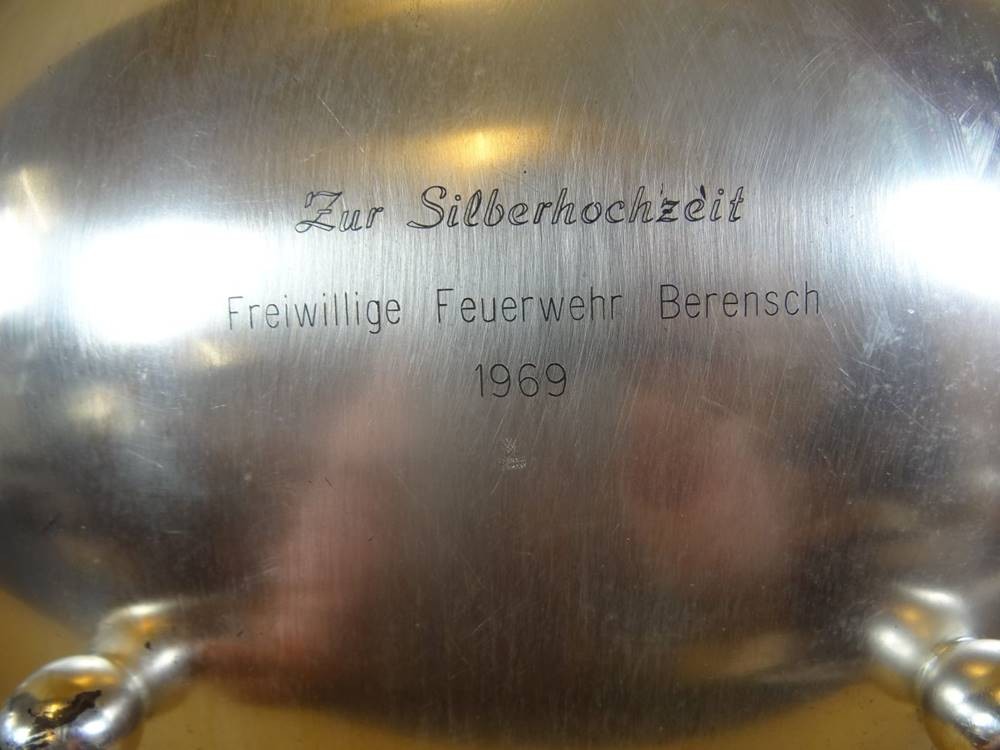 Zur Silberhochzeit
Freiwillige Feuerwehr Berensch
1969